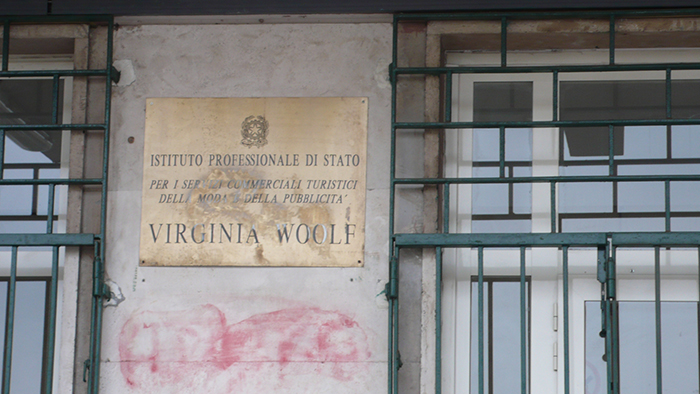 ISTITUTO PROFESSIONALE DI STATO
PER I SERVIZI COMMERCIALI TURISTICI
DELLA MODA E DELLA PUBBLICITA'
VIRGINIA WOOLF